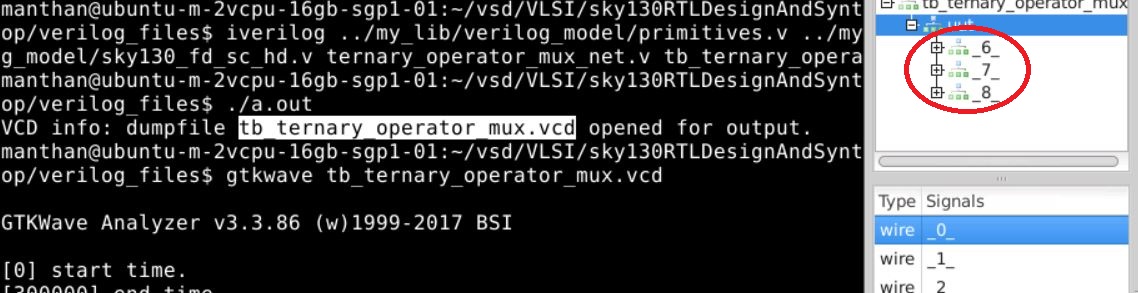 manthan@ubuntu-m-2vcpu-16gb-sgp1-01:~/vsd/VLSI/sky130RTLDesignAndSynt
op/verilog_files$ iverilog ../my_lib/verilog_model/primitives.v ../my
g_model/sky130_fd_sc_hd.v ternary_operator_mux_net.v tb_ternary_opera
manthan@ubuntu-m-2vcpu-16gb-sgp1-01:~/vsd/VLSI/sky130RTLDesignAndSynt
op/verilog_files$ ./a.out
VCD info: dumpfile tb_ternary_operator_mux.vcd opened for output.
manthan@ubuntu-m-2vcpu-16gb-sgp1-01:~/vsd/VLSI/sky130RTLDesignAndSynt
op/verilog_files$ gtkwave tb_ternary_operator_mux.vcd
GTKWave Analyzer v3.3.86 (w)1999-2017 BSI
[0] start time.
[300000] end time.
tb_ternary_operator_mux
uut
_6_
_7_
_8_
Type Signals
wire _0_
wire _1_
wire _2_